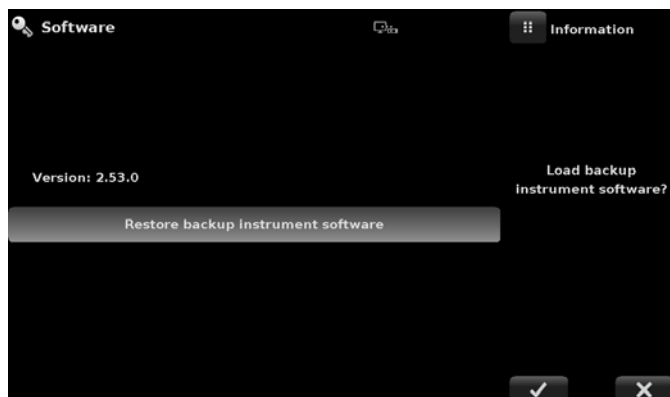 Software
Information
Version: 2.53.0
Load backup
instrument software?
Restore backup instrument software